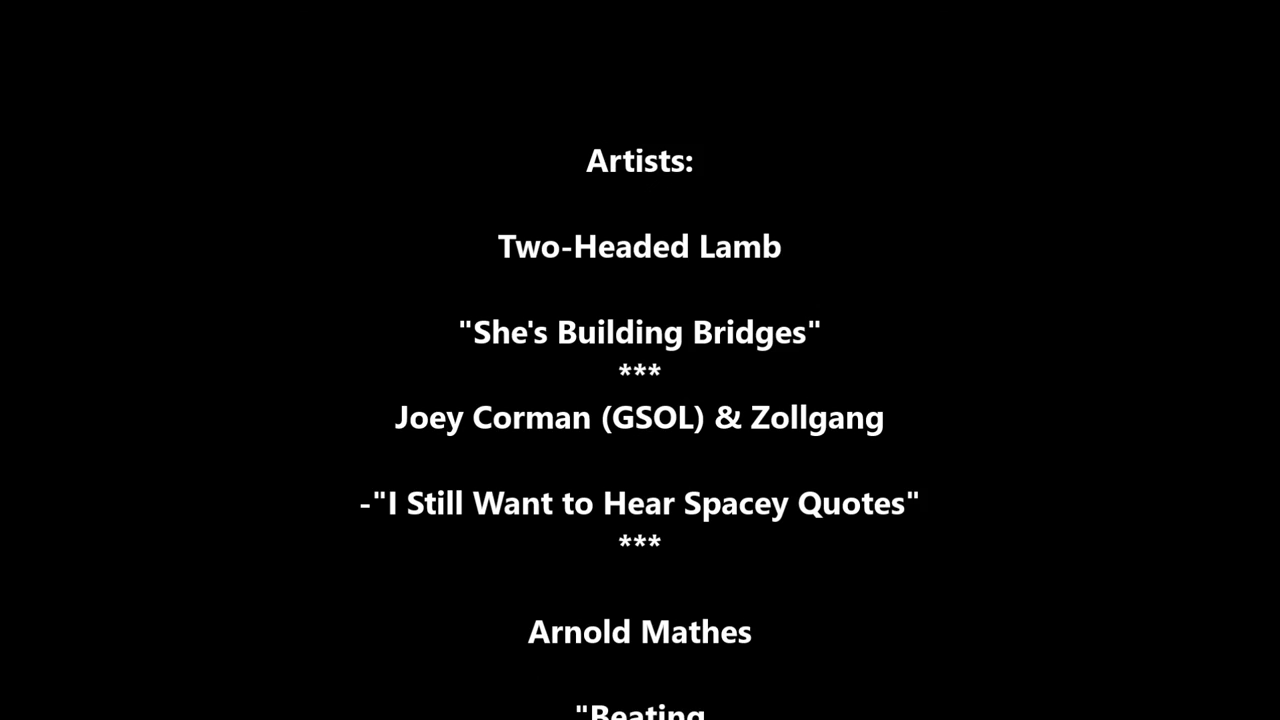 Artists:
Two-Headed Lamb
"She's Building Bridges"
***
Joey Corman (GSOL) & Zollgang
-"I Still Want to Hear Spacey Quotes"
***
Arnold Mathes
"Beating